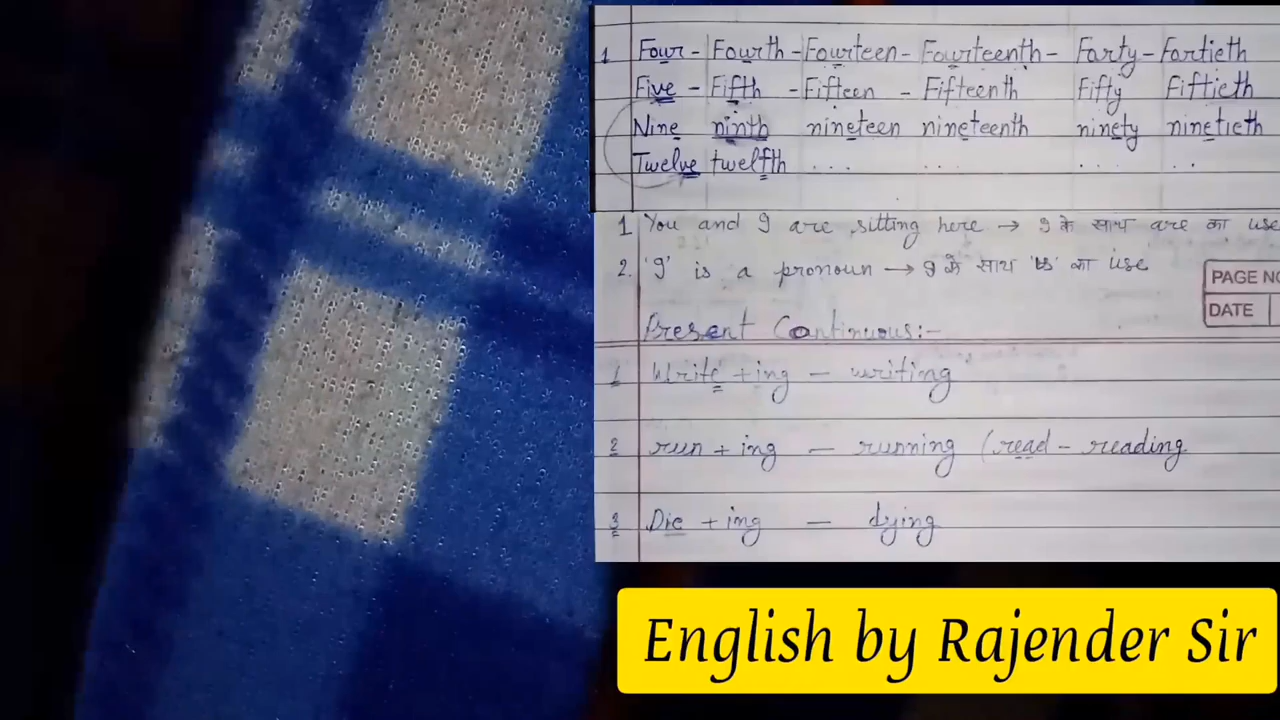 1 Four - Fourth - Fourteen - Fourteenth - Forty - Fortieth
Five - Fifth - Fifteen - Fifteenth Fifty Fiftieth
Nine ninth nineteen nineteenth ninety ninetieth
Twelve twelfth ... ... ... ..
1 You and I are sitting here → I के साथ are का use
2. 'I' is a pronoun → I के साथ 'is' का use
PAGE NO
DATE
Present Continuous:-
1 Write + ing - writing
2 run + ing - running (read - reading
3 Die + ing - dying
English by Rajender Sir